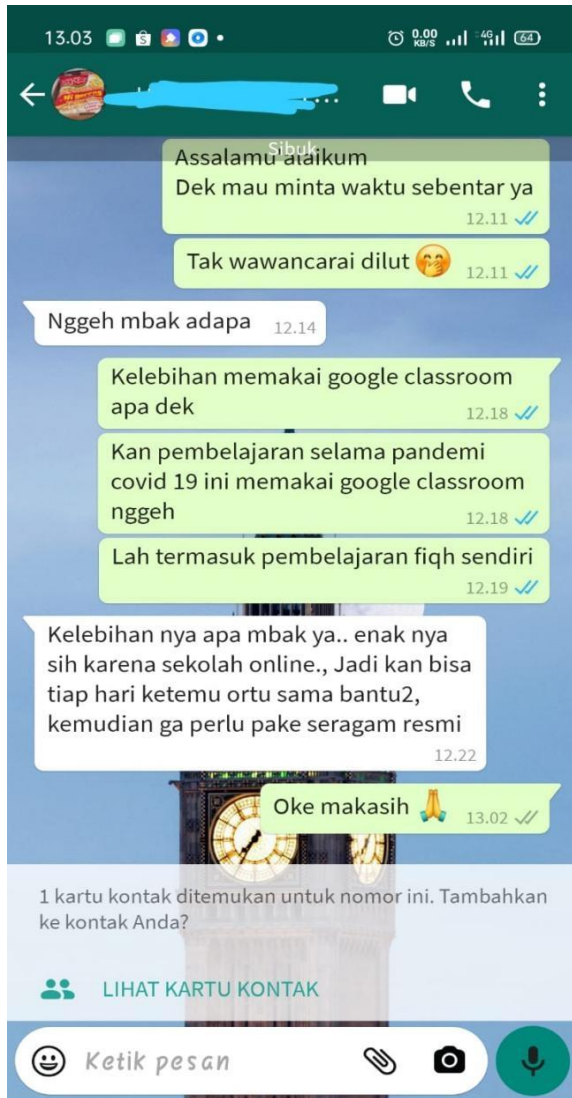 13.03
0.00 KB/S 4G 64
...
Sibuk
Assalamu alaikum
Dek mau minta waktu sebentar ya
12.11
Tak wawancarai dilut 🤭 12.11
Nggeh mbak adapa 12.14
Kelebihan memakai google classroom
apa dek
12.18
Kan pembelajaran selama pandemi
covid 19 ini memakai google classroom
nggeh
12.18
Lah termasuk pembelajaran fiqh sendiri
12.19
Kelebihan nya apa mbak ya.. enak nya
sih karena sekolah online., Jadi kan bisa
tiap hari ketemu ortu sama bantu2,
kemudian ga perlu pake seragam resmi
12.22
Oke makasih 🙏 13.02
1 kartu kontak ditemukan untuk nomor ini. Tambahkan
ke kontak Anda?
LIHAT KARTU KONTAK
Ketik pesan